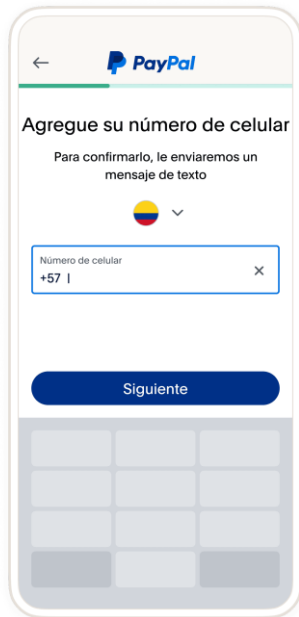 PayPal
Agregue su número de celular
Para confirmarlo, le enviaremos un
mensaje de texto
Número de celular
+57
Siguiente